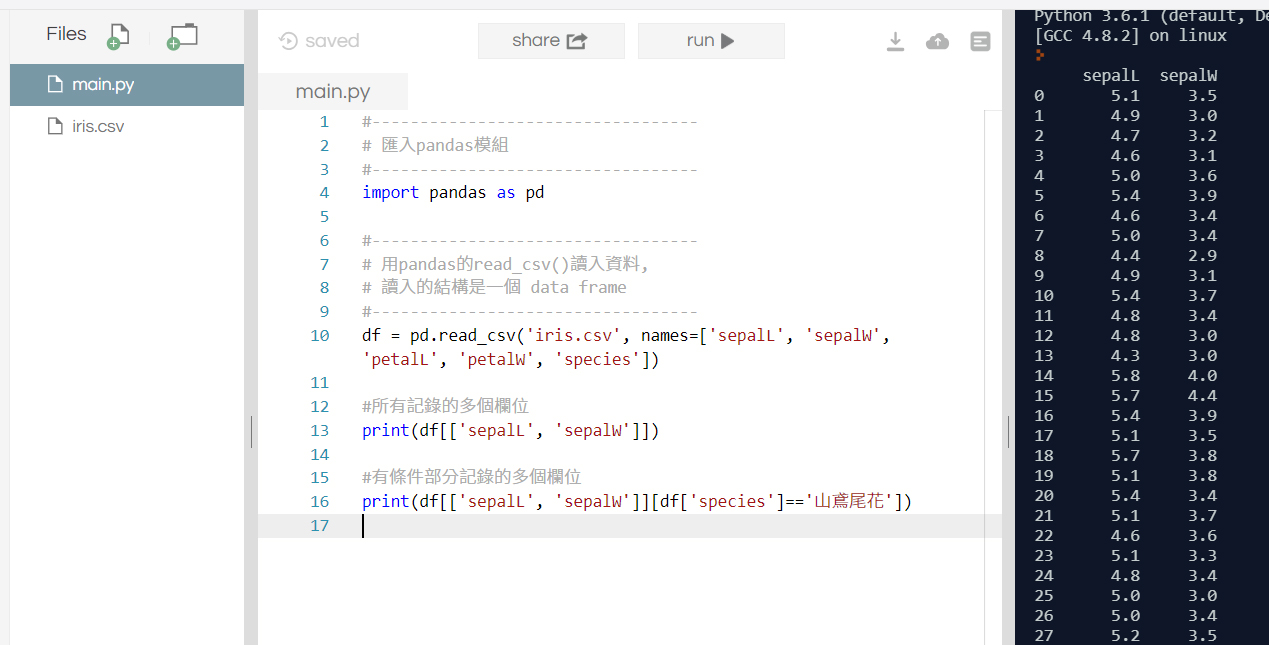 Files
main.py
iris.csv
saved
share
run
main.py
1 #----------------------------------
2 # 匯入pandas模組
3 #----------------------------------
4 import pandas as pd
5
6 #----------------------------------
7 # 用pandas的read_csv()讀入資料,
8 # 讀入的結構是一個 data frame
9 #----------------------------------
10 df = pd.read_csv('iris.csv', names=['sepalL', 'sepalW',
'petalL', 'petalW', 'species'])
11
12 #所有記錄的多個欄位
13 print(df[['sepalL', 'sepalW']])
14
15 #有條件部分記錄的多個欄位
16 print(df[['sepalL', 'sepalW']][df['species']=='山鳶尾花'])
17
Python 3.6.1 (default, De
[GCC 4.8.2] on linux
sepalL sepalW
0 5.1 3.5
1 4.9 3.0
2 4.7 3.2
3 4.6 3.1
4 5.0 3.6
5 5.4 3.9
6 4.6 3.4
7 5.0 3.4
8 4.4 2.9
9 4.9 3.1
10 5.4 3.7
11 4.8 3.4
12 4.8 3.0
13 4.3 3.0
14 5.8 4.0
15 5.7 4.4
16 5.4 3.9
17 5.1 3.5
18 5.7 3.8
19 5.1 3.8
20 5.4 3.4
21 5.1 3.7
22 4.6 3.6
23 5.1 3.3
24 4.8 3.4
25 5.0 3.0
26 5.0 3.4
27 5.2 3.5